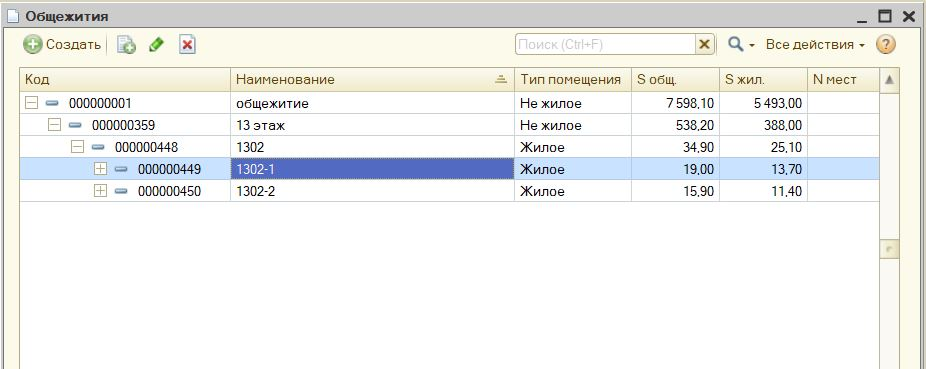 Общежития
Создать Поиск (Ctrl+F) Все действия
Код Наименование Тип помещения S общ. S жил. N мест
000000001 общежитие Не жилое 7 598,10 5 493,00
000000359 13 этаж Не жилое 538,20 388,00
000000448 1302 Жилое 34,90 25,10
000000449 1302-1 Жилое 19,00 13,70
000000450 1302-2 Жилое 15,90 11,40